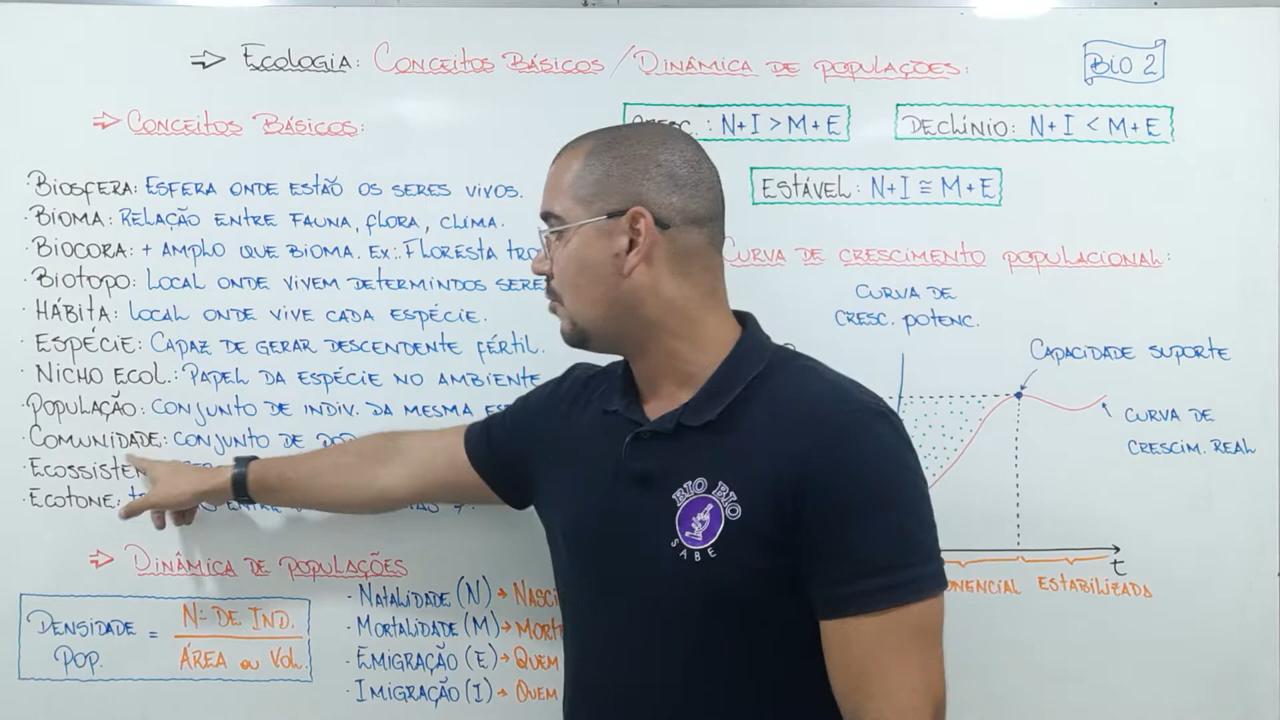 ⇒ Ecologia: Conceitos Básicos / Dinâmica de populações:
BIO 2
⇒ Conceitos Básicos:
· Biosfera: Esfera onde estão os seres vivos.
· Bioma: Relação entre fauna, flora, clima.
· Biocora: + amplo que bioma. Ex.: Floresta
· Biotopo: Local onde vivem determindos
· Hábita: Local onde vive cada espécie.
· Espécie: Capaz de gerar descendente fértil.
· Nicho Ecol.: Papel da espécie no ambiente
· População: conjunto de indiv. da mesma
· Comunidade: conjunto de
· Ecotone:
⇒ Dinâmica de populações
Densidade Pop. = Nº de Ind.
Área ou Vol.
· Natalidade (N) →
· Mortalidade (M) →
· Emigração (E) → Quem
· Imigração (I) → Quem
: N+I > M+E
Declínio: N+I < M+E
Estável: N+I ≅ M+E
Curva de crescimento populacional:
Curva de
cresc. potenc.
Capacidade suporte
Curva de
crescim. real
t
Estabilizada
BIO BIO
SABE